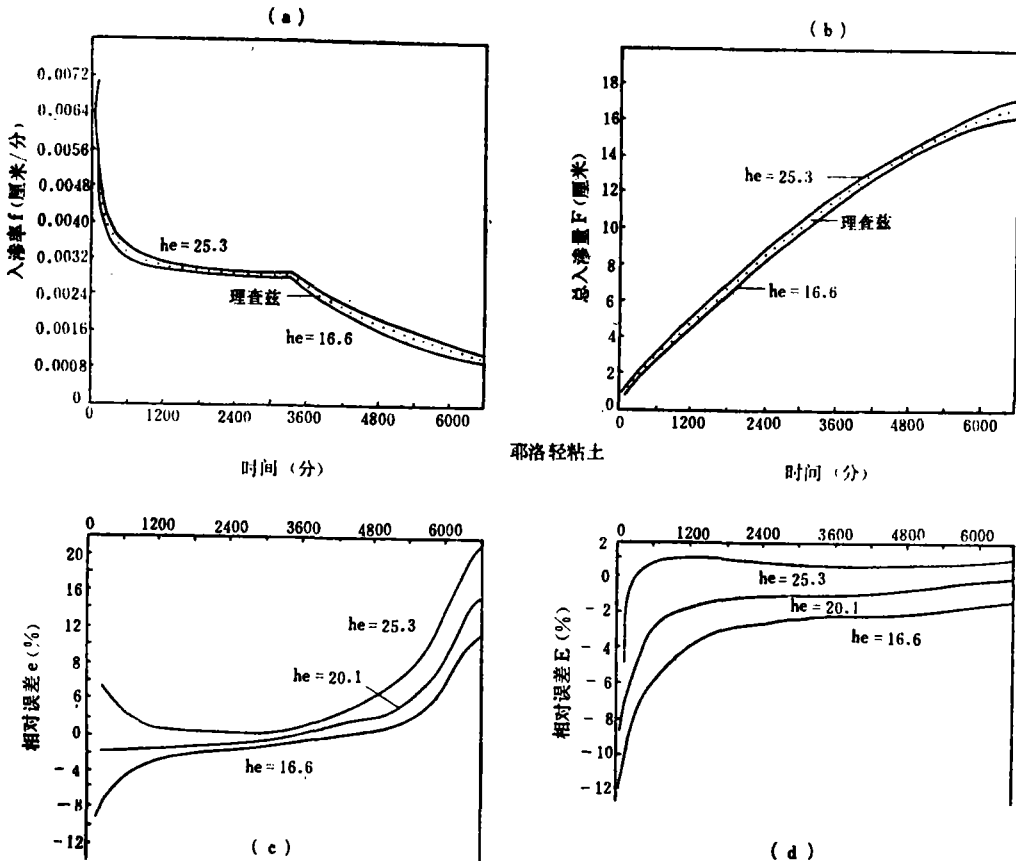 (a)
0.0072
0.0064
0.0056
0.0048
0.0040
0.0032
0.0024
0.0016
0.0008
0
入渗率 f (厘米/分)
he=25.3
理查兹
he=16.6
0 1200 2400 3600 4800 6000
时间 (分)
(b)
18
16
14
12
10
8
6
4
2
0
总入渗量 F (厘米)
he=25.3
理查兹
he=16.6
0 1200 2400 3600 4800 6000
时间 (分)
耶洛轻粘土
0 1200 2400 3600 4800 6000
20
16
12
8
6
0
-4
-8
-12
相对误差 e (%)
he=25.3
he=20.1
he=16.6
(c)
0 1200 2400 3600 4800 6000
2
0
-2
-4
-6
-8
-10
-12
相对误差 E (%)
he=25.3
he=20.1
he=16.6
(d)